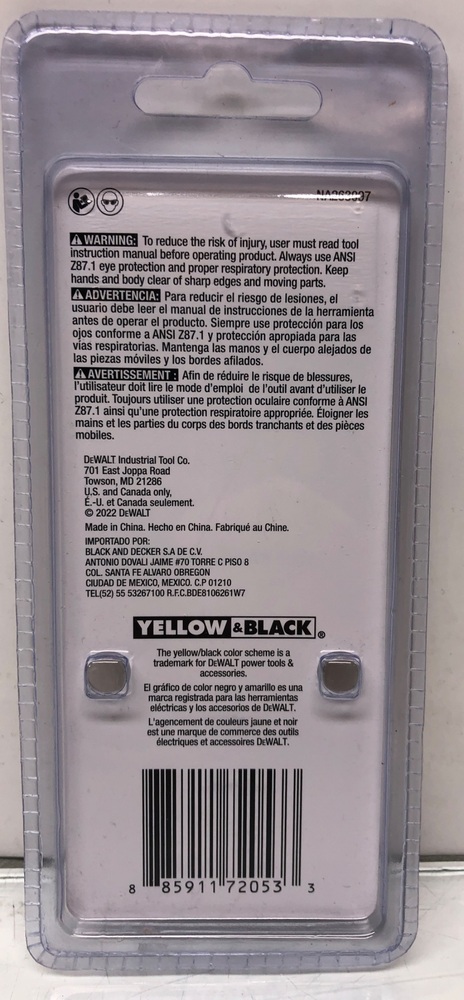 NA263087
WARNING: To reduce the risk of injury, user must read tool
instruction manual before operating product. Always use ANSI
Z87.1 eye protection and proper respiratory protection. Keep
hands and body clear of sharp edges and moving parts.
ADVERTENCIA: Para reducir el riesgo de lesiones, el
usuario debe leer el manual de instrucciones de la herramienta
antes de operar el producto. Siempre use protección para los
ojos conforme a ANSI Z87.1 y protección apropiada para las
vias respiratorias. Mantenga las manos y el cuerpo alejados de
las piezas móviles y los bordes afilados.
AVERTISSEMENT : Afin de réduire le risque de blessures,
l'utilisateur doit lire le mode d'emploi de l'outil avant d'utiliser le
produit. Toujours utiliser une protection oculaire conforme à ANSI
Z87.1 ainsi qu'une protection respiratoire appropriée. Éloigner les
mains et les parties du corps des bords tranchants et des pièces
mobiles.
DEWALT Industrial Tool Co.
701 East Joppa Road
Towson, MD 21286
U.S. and Canada only,
É.-U. et Canada seulement.
© 2022 DEWALT
Made in China. Hecho en China. Fabriqué au Chine.
IMPORTADO POR:
BLACK AND DECKER S.A DE C.V.
ANTONIO DOVALI JAIME #70 TORRE C PISO 8
COL. SANTA FE ALVARO OBREGON
CIUDAD DE MEXICO, MEXICO. C.P 01210
TEL(52) 55 53267100 R.F.C.BDE8106261W7
YELLOW & BLACK ®
The yellow/black color scheme is a
trademark for DEWALT power tools &
accessories.
El gráfico de color negro y amarillo es una
marca registrada para las herramientas
eléctricas y los accesorios de DEWALT.
L'agencement de couleurs jaune et noir
est une marque de commerce des outils
électriques et accessoires DEWALT.
8 85911 72053 3